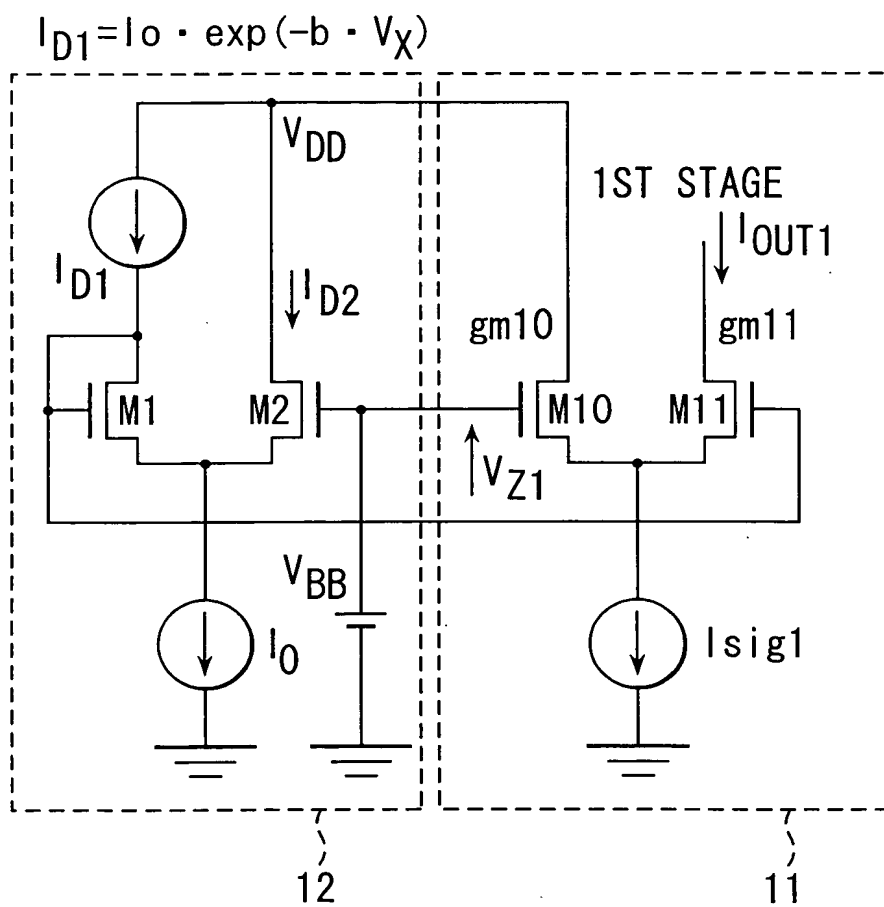 I_D1=Io・exp(-b・V_X)
V_DD
1ST STAGE
I_OUT1
I_D1
I_D2
gm10
gm11
M1
M2
M10
M11
V_Z1
V_BB
I_O
Isig1
12
11